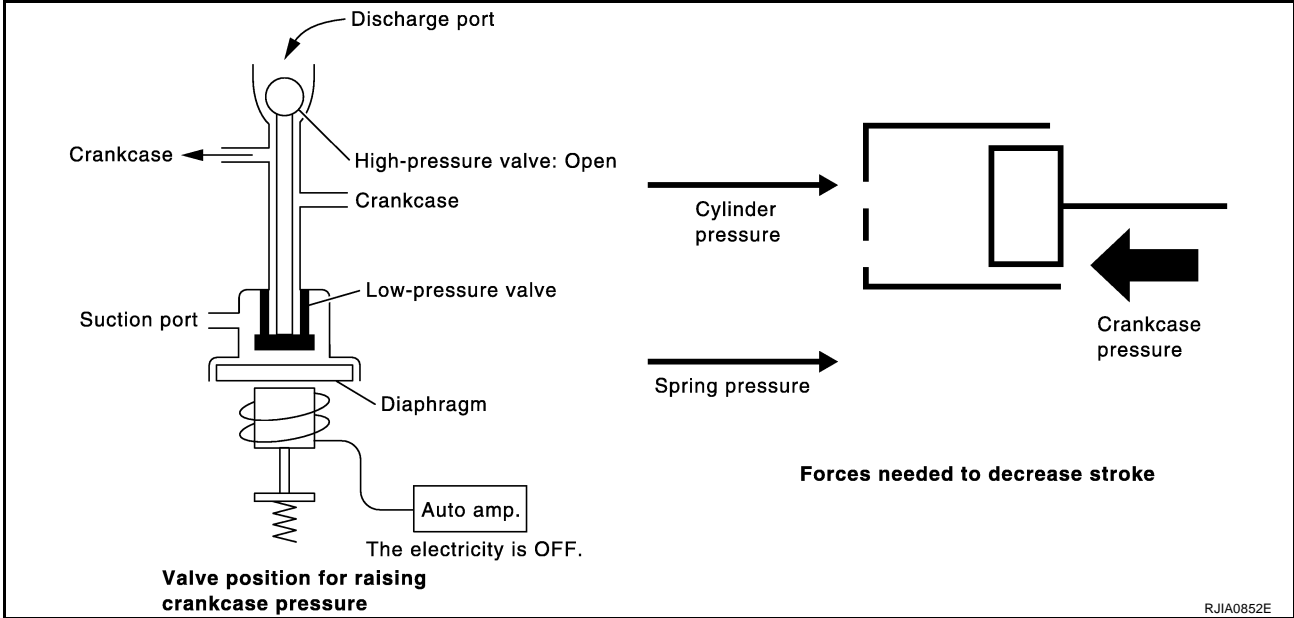 Discharge port
Crankcase
High-pressure valve: Open
Crankcase
Low-pressure valve
Suction port
Diaphragm
Auto amp.
The electricity is OFF.
Valve position for raising
crankcase pressure
Cylinder
pressure
Crankcase
pressure
Spring pressure
Forces needed to decrease stroke
RJIA0852E